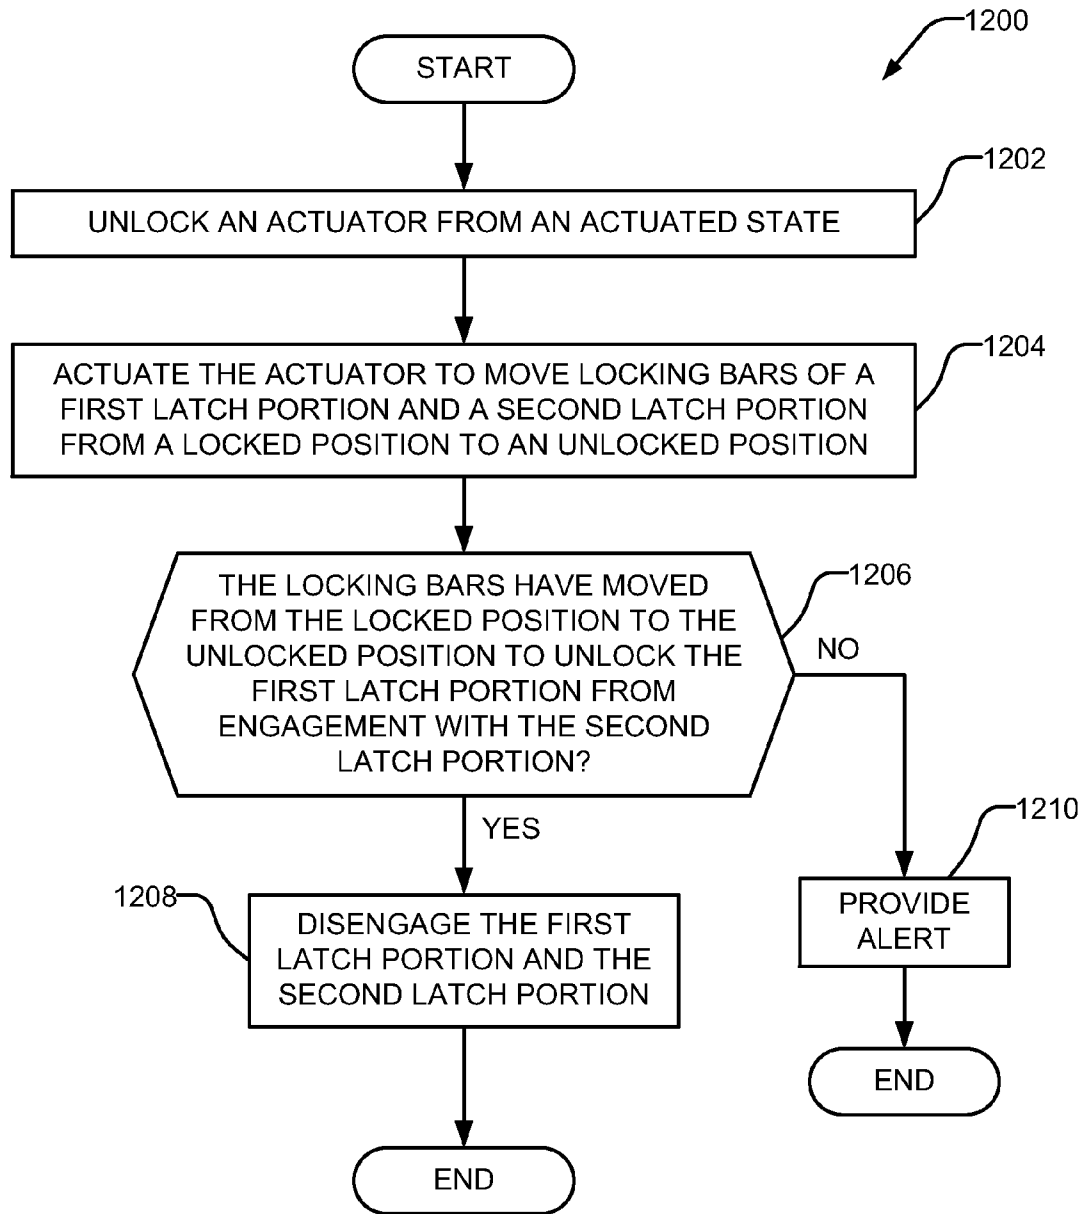 1200
START
1202
UNLOCK AN ACTUATOR FROM AN ACTUATED STATE
1204
ACTUATE THE ACTUATOR TO MOVE LOCKING BARS OF A
FIRST LATCH PORTION AND A SECOND LATCH PORTION
FROM A LOCKED POSITION TO AN UNLOCKED POSITION
1206
THE LOCKING BARS HAVE MOVED
FROM THE LOCKED POSITION TO THE
UNLOCKED POSITION TO UNLOCK THE
FIRST LATCH PORTION FROM
ENGAGEMENT WITH THE SECOND
LATCH PORTION?
NO
YES
1210
PROVIDE
ALERT
END
1208
DISENGAGE THE FIRST
LATCH PORTION AND THE
SECOND LATCH PORTION
END